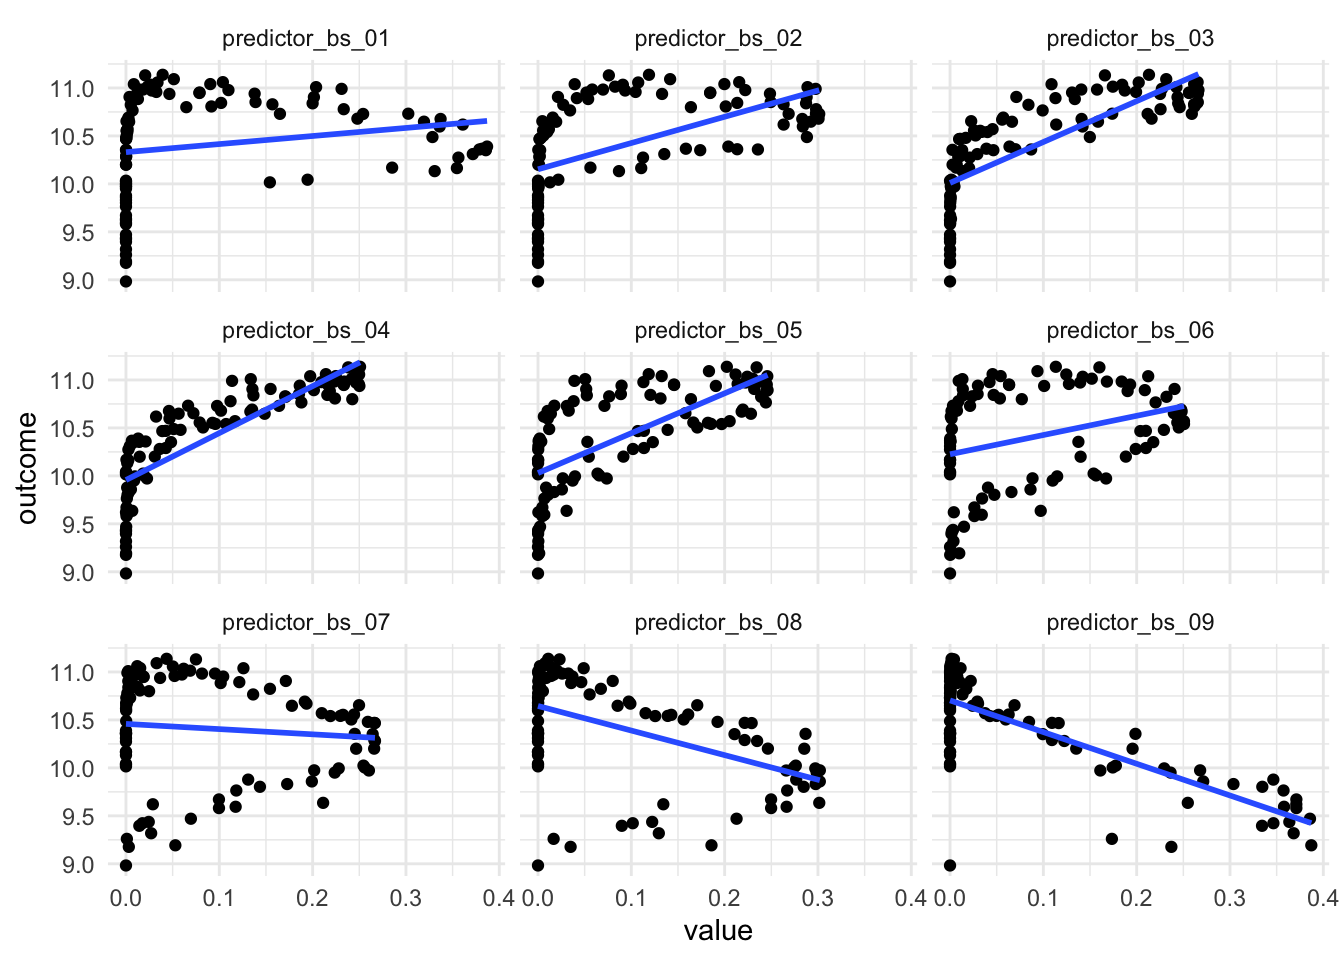 predictor_bs_01 predictor_bs_02 predictor_bs_03
11.0
10.5
10.0
9.5
9.0
predictor_bs_04 predictor_bs_05 predictor_bs_06
11.0
10.5
10.0
9.5
9.0
outcome
predictor_bs_07 predictor_bs_08 predictor_bs_09
11.0
10.5
10.0
9.5
9.0
0.0 0.1 0.2 0.3 0.4 0.0 0.1 0.2 0.3 0.4 0.0 0.1 0.2 0.3 0.4
value